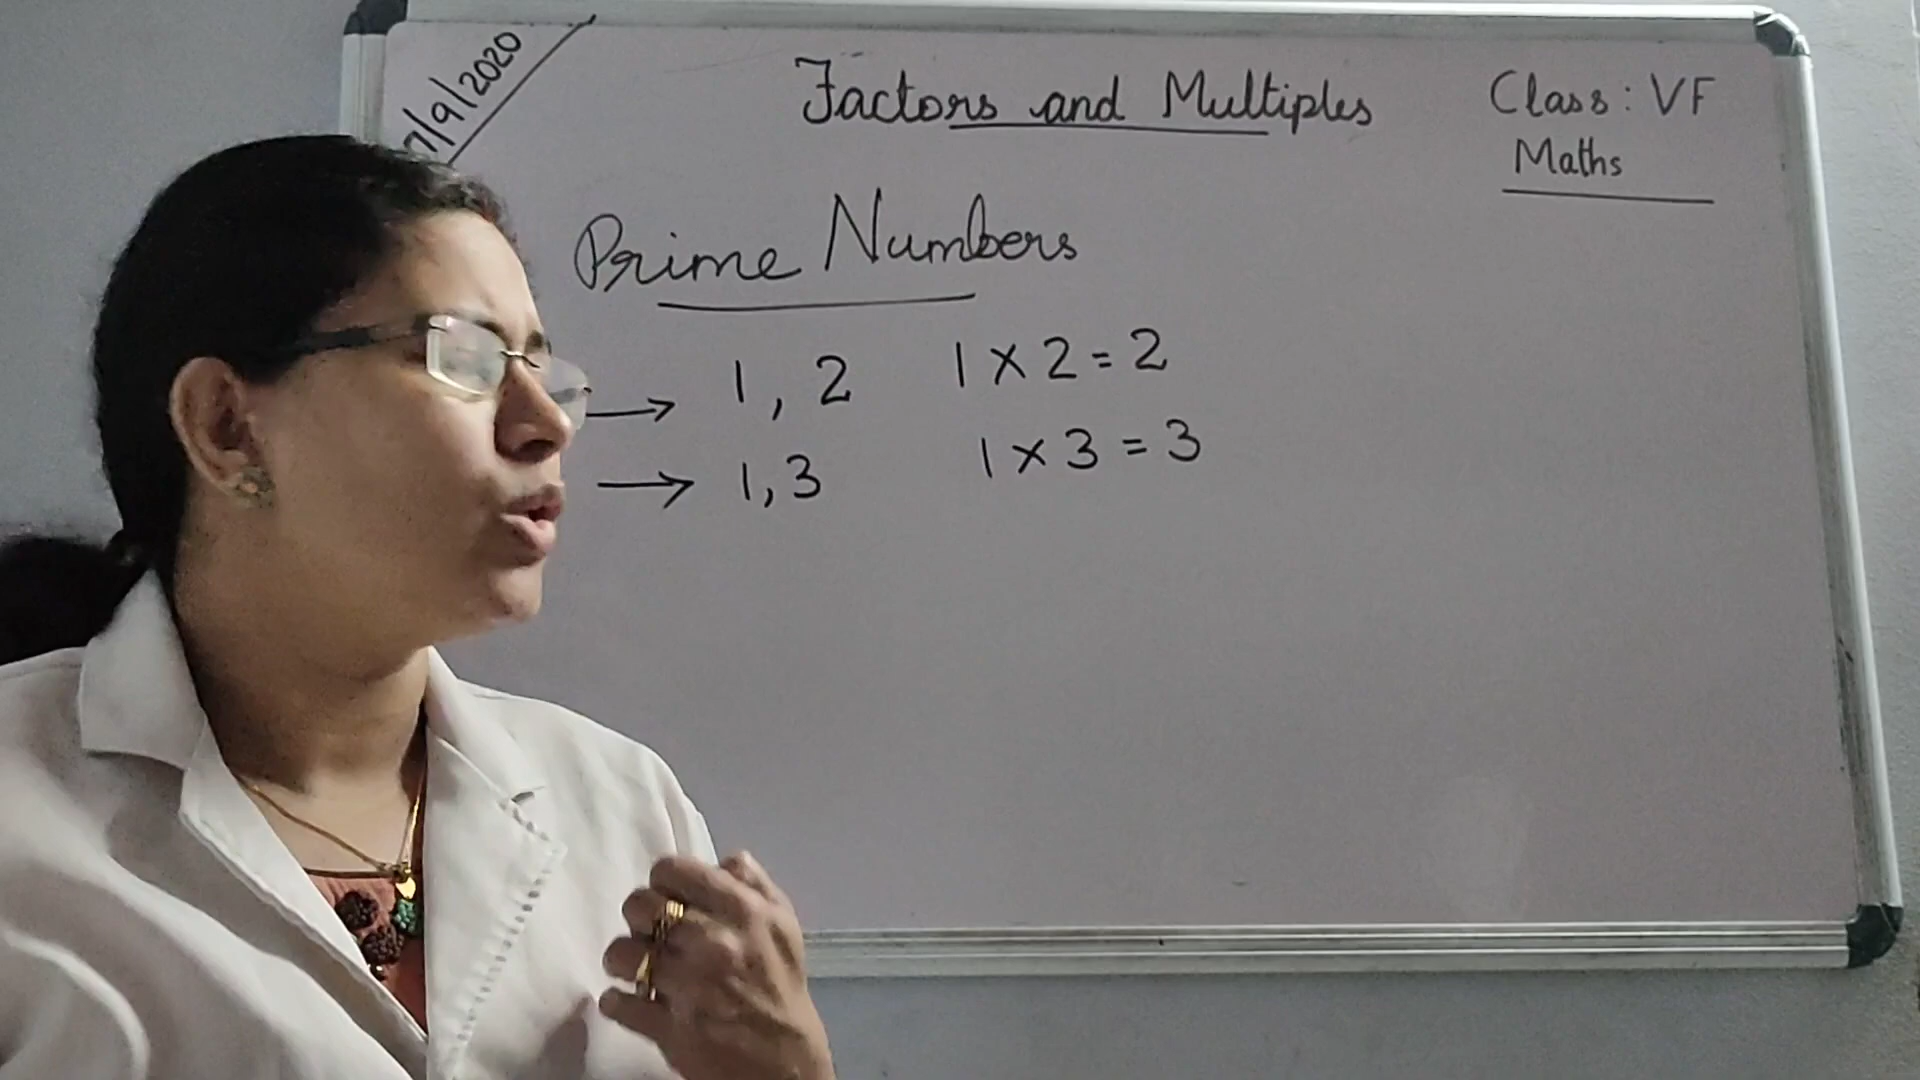 7/9/2020
Factors and Multiples
Class: VF
Maths
Prime Numbers
→ 1, 2 1 × 2 = 2
→ 1, 3 1 × 3 = 3